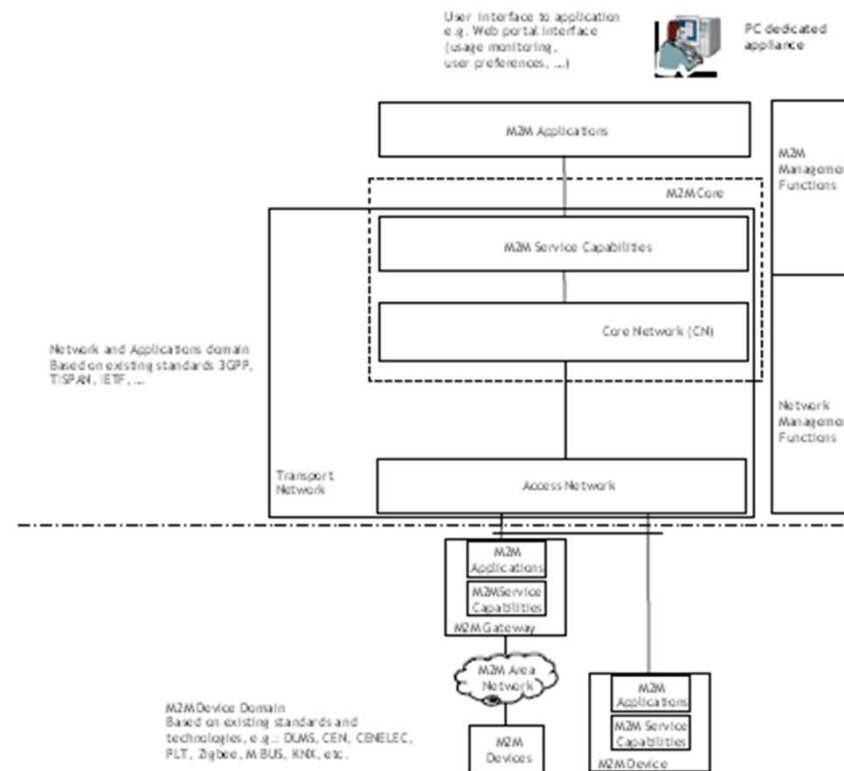 User interface to application
e.g. Web portal interface
(usage monitoring,
user preferences, ...)
PC dedicated
appliance
M2M Applications
M2M
Managemen
Functions
M2M Core
M2M Service Capabilities
Core Network (CN)
Network and Applications domain
Based on existing standards 3GPP,
TISPAN, IETF, ...
Network
Managemen
Functions
Transport
Network
Access Network
M2M
Applications
M2MService
Capabilities
M2M Gateway
M2M Area
Network
M2M
Devices
M2M
Applications
M2M Service
Capabilities
M2M Device
M2M Device Domain
Based on existing standards and
technologies, e.g.: DLMS, CEN, CENELEC,
PLT, Zigbee, M-BUS, KNX, etc.